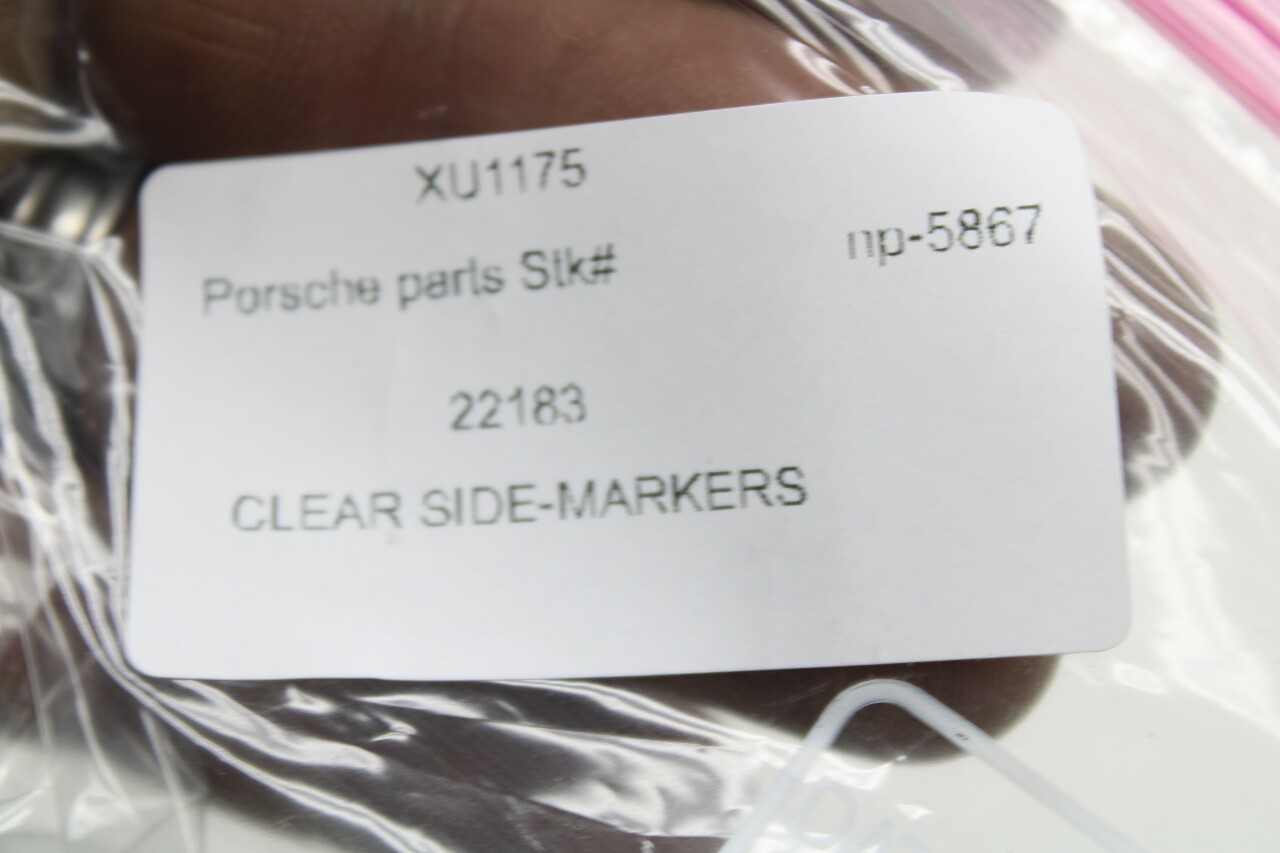 XU1175
np-5867
Porsche parts Stk#
22183
CLEAR SIDE-MARKERS